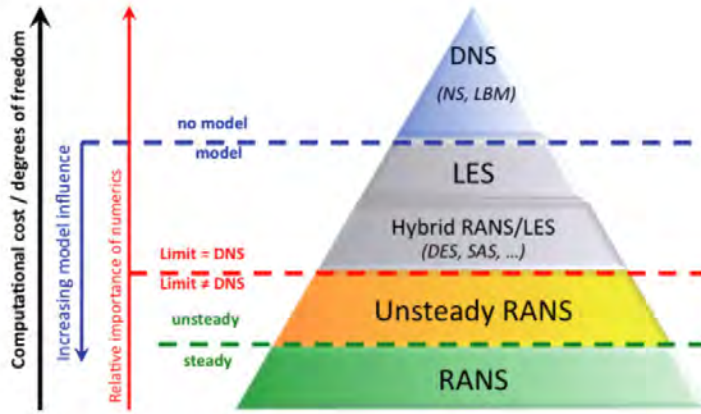 Computational cost / degrees of freedom
Increasing model influence
Relative importance of numerics
DNS
(NS, LBM)
no model
model
LES
Hybrid RANS/LES
(DES, SAS, ...)
Limit = DNS
Limit ≠ DNS
Unsteady RANS
unsteady
steady
RANS